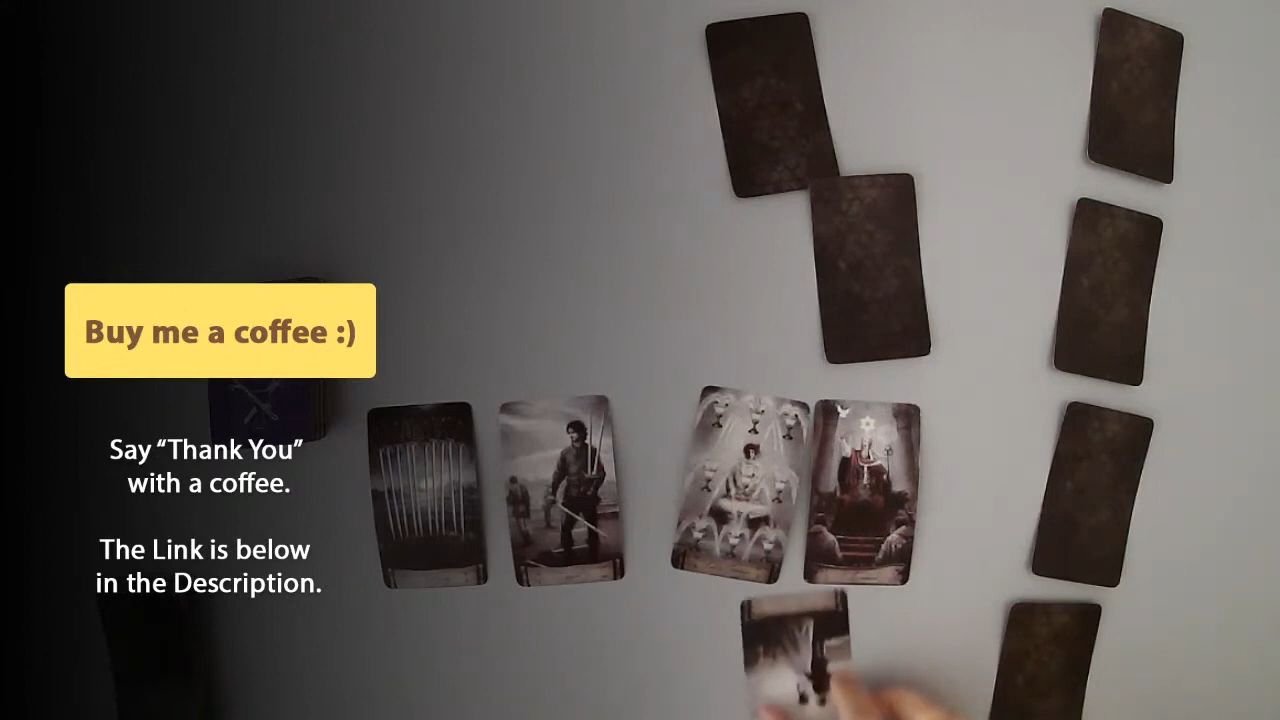 Buy me a coffee :)
Say “Thank You”
with a coffee.
The Link is below
in the Description.